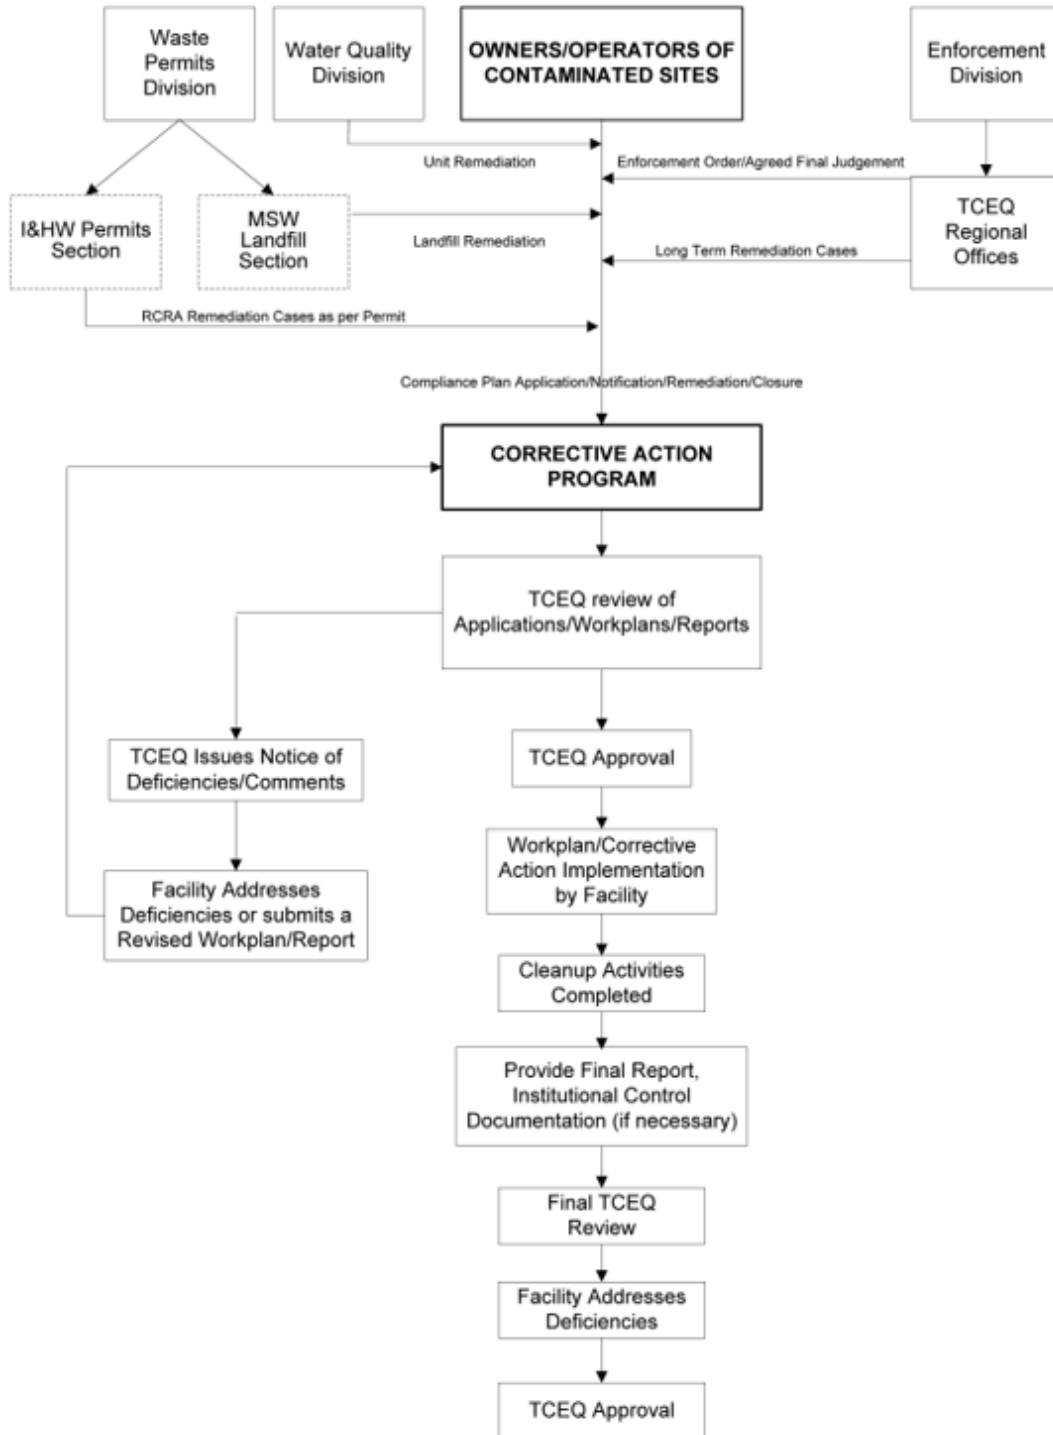 Waste
Permits
Division
Water Quality
Division
OWNERS/OPERATORS OF
CONTAMINATED SITES
Enforcement
Division
Unit Remediation
Enforcement Order/Agreed Final Judgement
I&HW Permits
Section
MSW
Landfill
Section
Landfill Remediation
TCEQ
Regional
Offices
Long Term Remediation Cases
RCRA Remediation Cases as per Permit
Compliance Plan Application/Notification/Remediation/Closure
CORRECTIVE ACTION
PROGRAM
TCEQ review of
Applications/Workplans/Reports
TCEQ Issues Notice of
Deficiencies/Comments
TCEQ Approval
Facility Addresses
Deficiencies or submits a
Revised Workplan/Report
Workplan/Corrective
Action Implementation
by Facility
Cleanup Activities
Completed
Provide Final Report,
Institutional Control
Documentation (if necessary)
Final TCEQ
Review
Facility Addresses
Deficiencies
TCEQ Approval